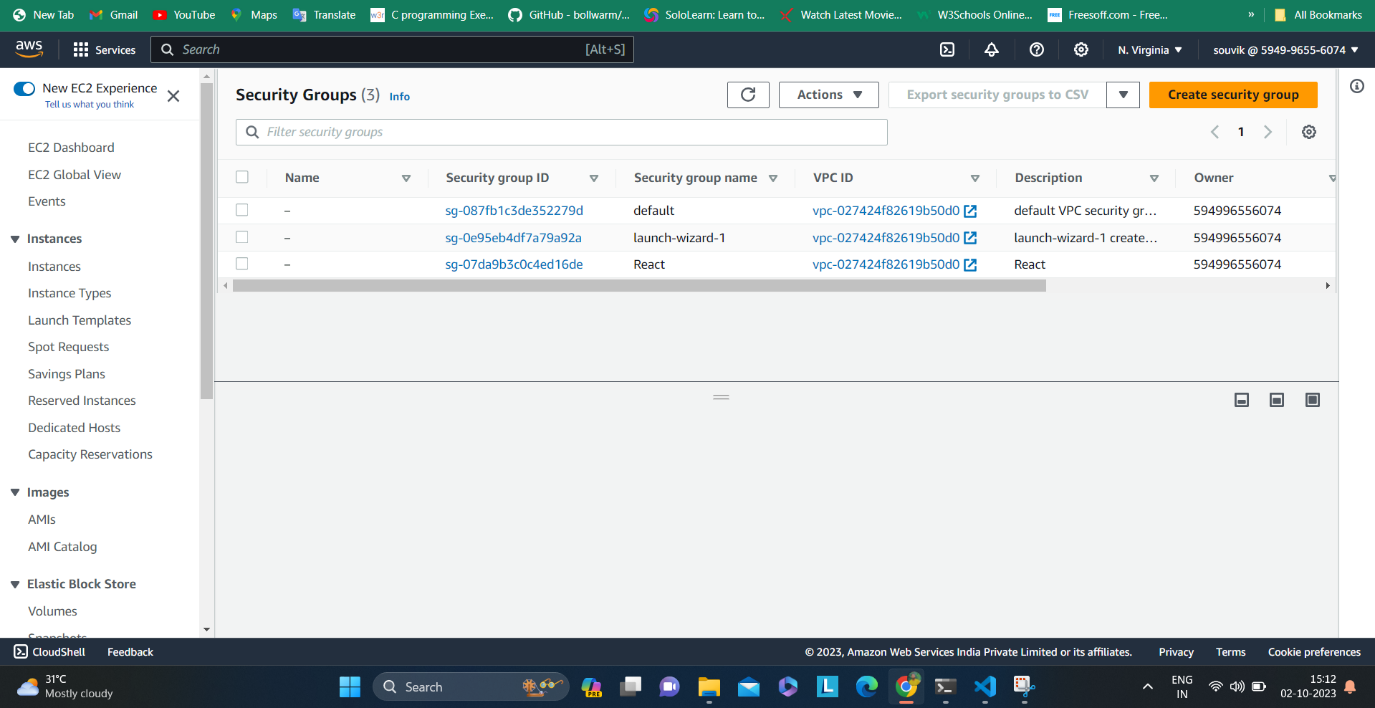 New Tab Gmail YouTube Maps Translate C programming Exe... GitHub - bollwarm/... SoloLearn: Learn to... Watch Latest Movie... W3Schools Online... Freesoff.com - Free... » All Bookmarks
aws Services Search [Alt+S] N. Virginia souvik @ 5949-9655-6074
New EC2 Experience
Tell us what you think
EC2 Dashboard
EC2 Global View
Events
Instances
Instances
Instance Types
Launch Templates
Spot Requests
Savings Plans
Reserved Instances
Dedicated Hosts
Capacity Reservations
Images
AMIs
AMI Catalog
Elastic Block Store
Volumes
Snapshots
Security Groups (3) Info Actions Export security groups to CSV Create security group
Filter security groups 1
Name Security group ID Security group name VPC ID Description Owner
– sg-087fb1c3de352279d default vpc-027424f82619b50d0 default VPC security gr... 594996556074
– sg-0e95eb4df7a79a92a launch-wizard-1 vpc-027424f82619b50d0 launch-wizard-1 create... 594996556074
– sg-07da9b3c0c4ed16de React vpc-027424f82619b50d0 React 594996556074
CloudShell Feedback © 2023, Amazon Web Services India Private Limited or its affiliates. Privacy Terms Cookie preferences
31°C
Mostly cloudy
Search
PRE
ENG
IN
15:12
02-10-2023